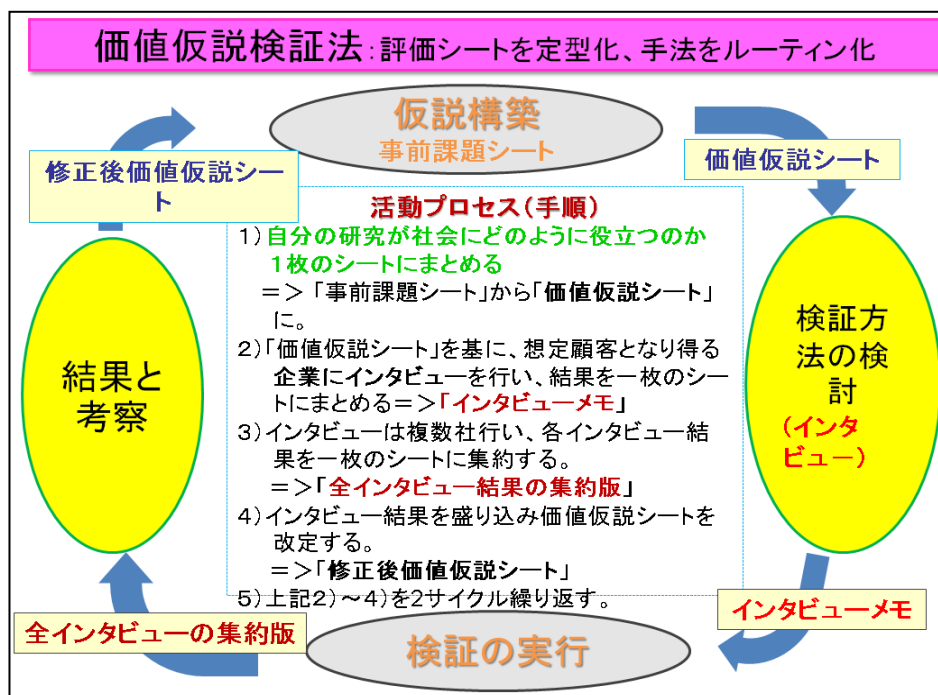 価値仮説検証法:評価シートを定型化、手法をルーティン化
仮説構築
事前課題シート
価値仮説シート
修正後価値仮説シー
ト
活動プロセス(手順)
1)自分の研究が社会にどのように役立つのか
1枚のシートにまとめる
=>「事前課題シート」から「価値仮説シート」
に。
2)「価値仮説シート」を基に、想定顧客となり得る
企業にインタビューを行い、結果を一枚のシー
トにまとめる=>「インタビューメモ」
3)インタビューは複数社行い、各インタビュー結
果を一枚のシートに集約する。
=>「全インタビュー結果の集約版」
4)インタビュー結果を盛り込み価値仮説シートを
改定する。
=>「修正後価値仮説シート」
5)上記2)~4)を2サイクル繰り返す。
検証方
法の検
討
(インタ
ビュー)
結果と
考察
インタビューメモ
全インタビューの集約版
検証の実行